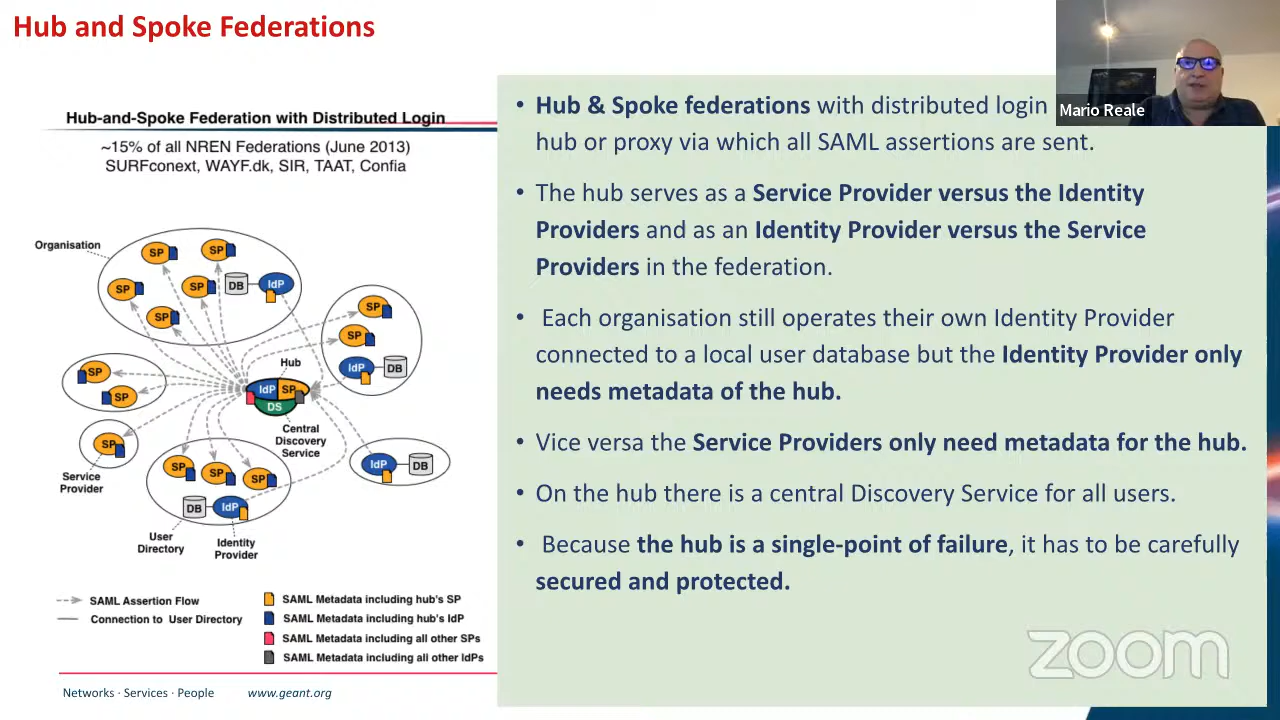 Hub and Spoke Federations
Mario Reale
Hub-and-Spoke Federation with Distributed Login
~15% of all NREN Federations (June 2013)
SURFconext, WAYF.dk, SIR, TAAT, Confia
Organisation
SP
SP
SP
SP
DB
IdP
SP
SP
SP
IdP
DB
SP
SP
Hub
IdP
SP
DS
Central
Discovery
Service
SP
Service
Provider
SP
SP
SP
DB
IdP
IdP
DB
User
Directory
Identity
Provider
SAML Assertion Flow
Connection to User Directory
SAML Metadata including hub's SP
SAML Metadata including hub's IdP
SAML Metadata including all other SPs
SAML Metadata including all other IdPs
• Hub & Spoke federations with distributed login
hub or proxy via which all SAML assertions are sent.
• The hub serves as a Service Provider versus the Identity
Providers and as an Identity Provider versus the Service
Providers in the federation.
• Each organisation still operates their own Identity Provider
connected to a local user database but the Identity Provider only
needs metadata of the hub.
• Vice versa the Service Providers only need metadata for the hub.
• On the hub there is a central Discovery Service for all users.
• Because the hub is a single-point of failure, it has to be carefully
secured and protected.
zoom
Networks · Services · People www.geant.org